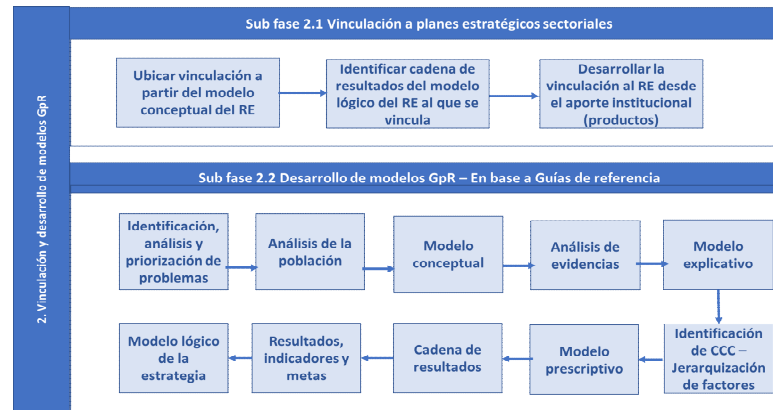 2. Vinculación y desarrollo de modelos GpR
Sub fase 2.1 Vinculación a planes estratégicos sectoriales
Ubicar vinculación a
partir del modelo
conceptual del RE
Identificar cadena de
resultados del modelo
lógico del RE al que se
vincula
Desarrollar la
vinculación al RE desde
el aporte institucional
(productos)
Sub fase 2.2 Desarrollo de modelos GpR – En base a Guías de referencia
Identificación,
análisis y
priorización de
problemas
Análisis de la
población
Modelo
conceptual
Análisis de
evidencias
Modelo
explicativo
Identificación
de CCC –
Jerarquización
de factores
Modelo
prescriptivo
Cadena de
resultados
Resultados,
indicadores y
metas
Modelo lógico
de la
estrategia